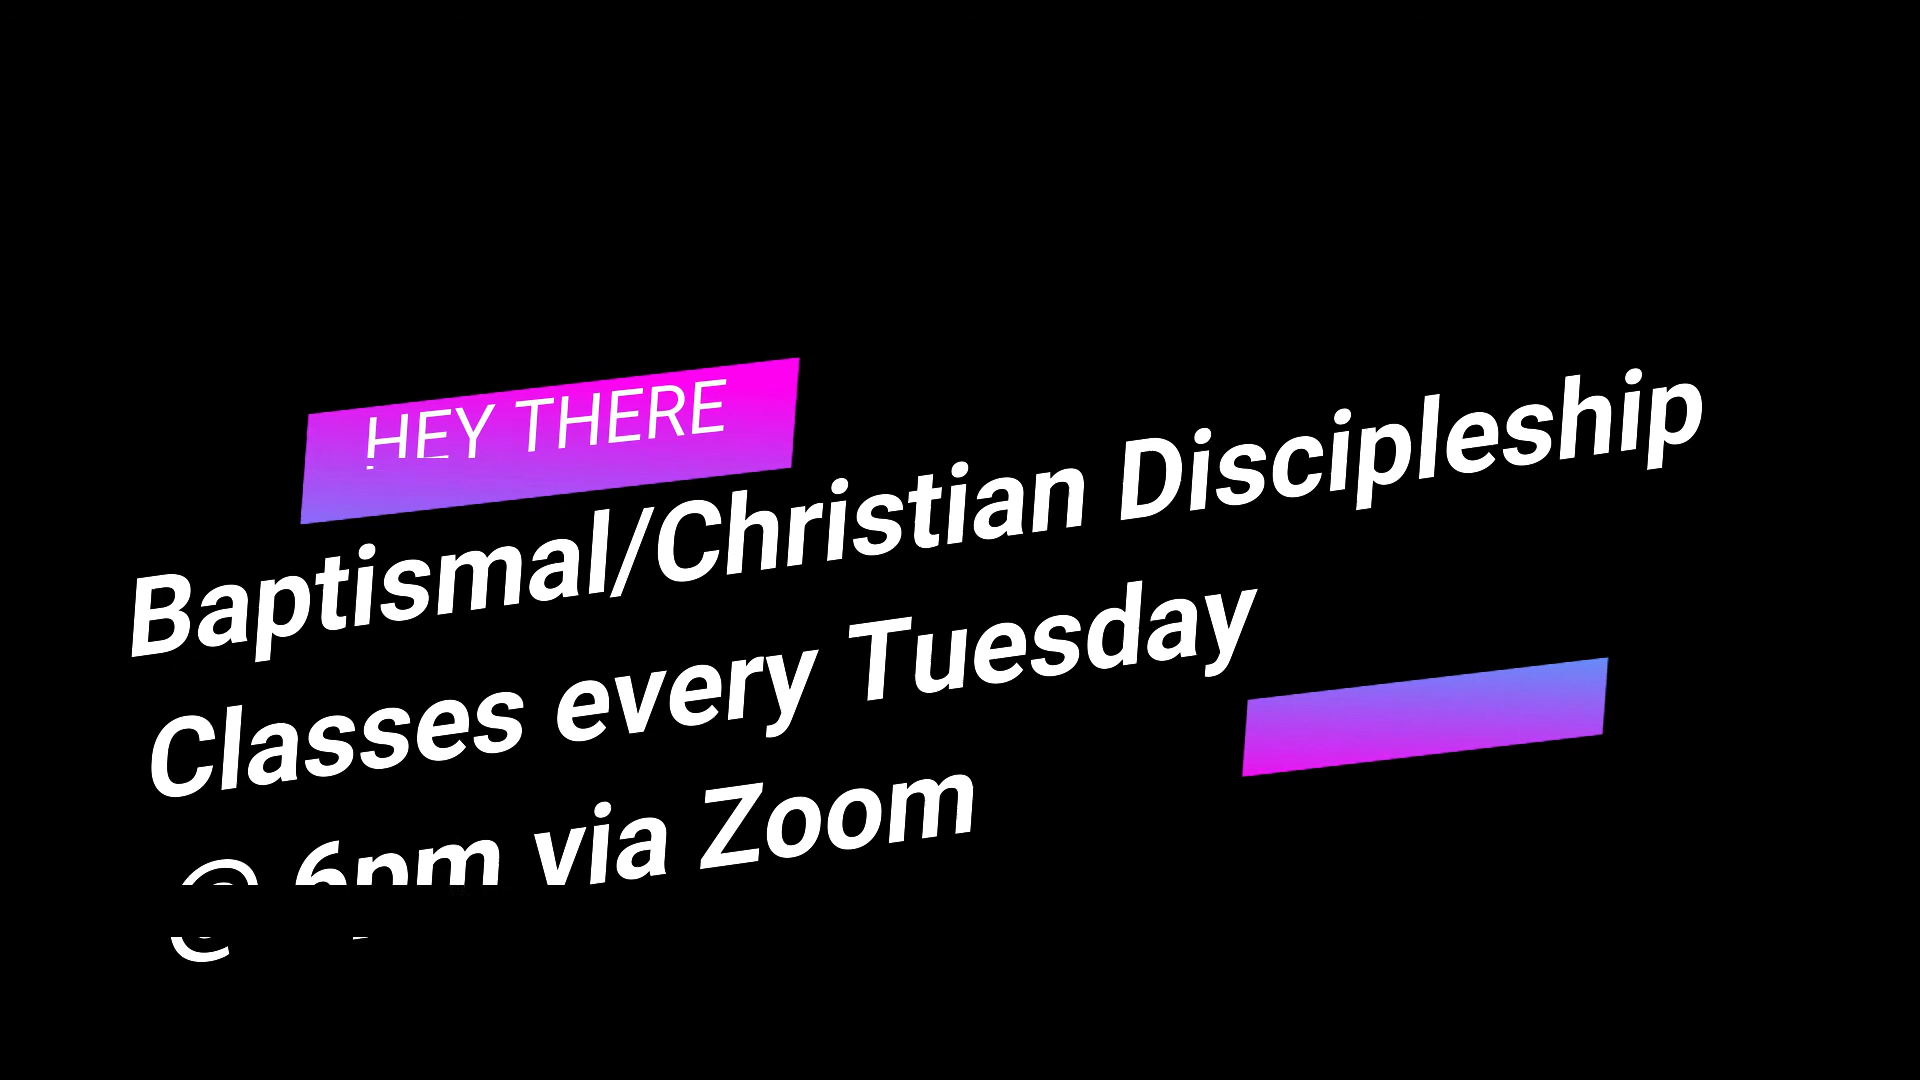 HEY THERE
Baptismal/Christian Discipleship
Classes every Tuesday
@ 6pm via Zoom